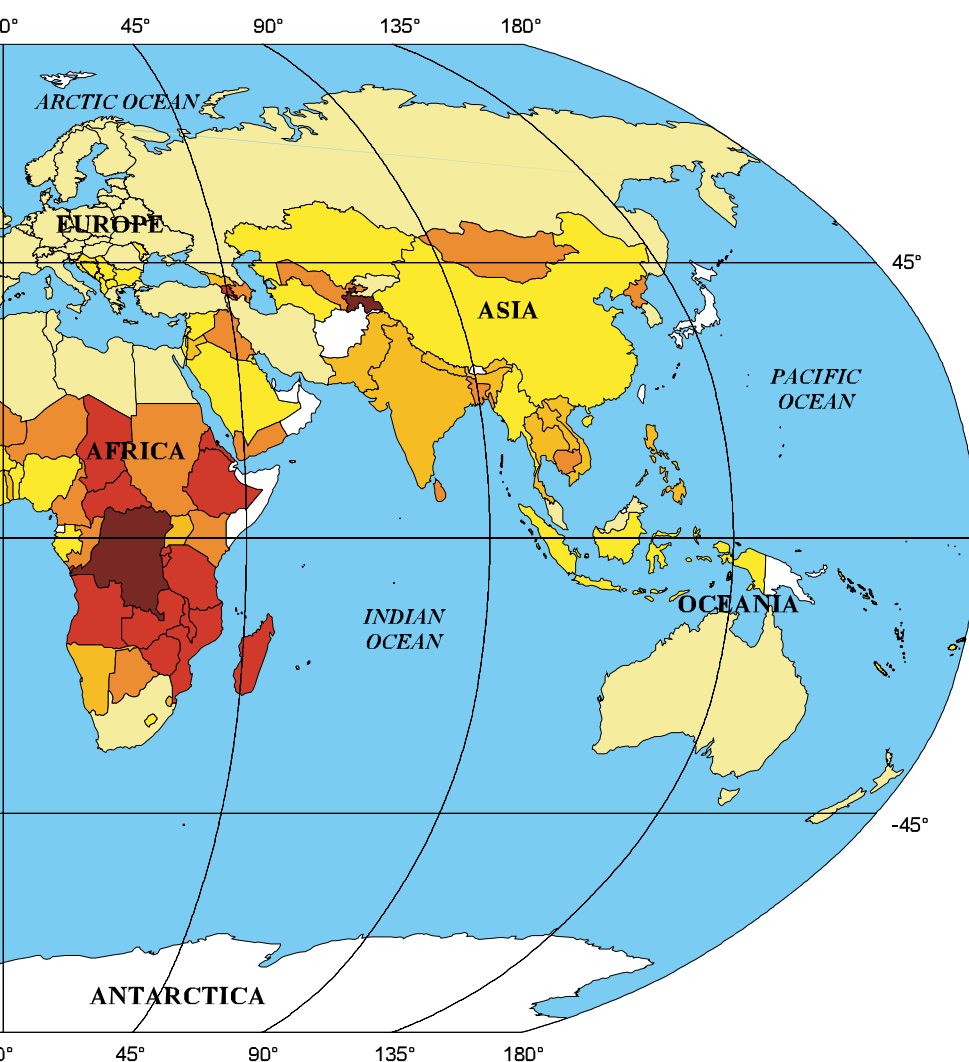 0° 45° 90° 135° 180°
ARCTIC OCEAN
EUROPE
45°
ASIA
PACIFIC
OCEAN
AFRICA
OCEANIA
INDIAN
OCEAN
-45°
ANTARCTICA
0° 45° 90° 135° 180°